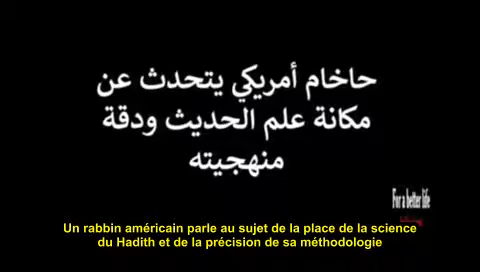 حاخام أمريكي يتحدث عن
مكانة علم الحديث ودقة
منهجيته
For a better life
Un rabbin américain parle au sujet de la place de la science
du Hadith et de la précision de sa méthodologie